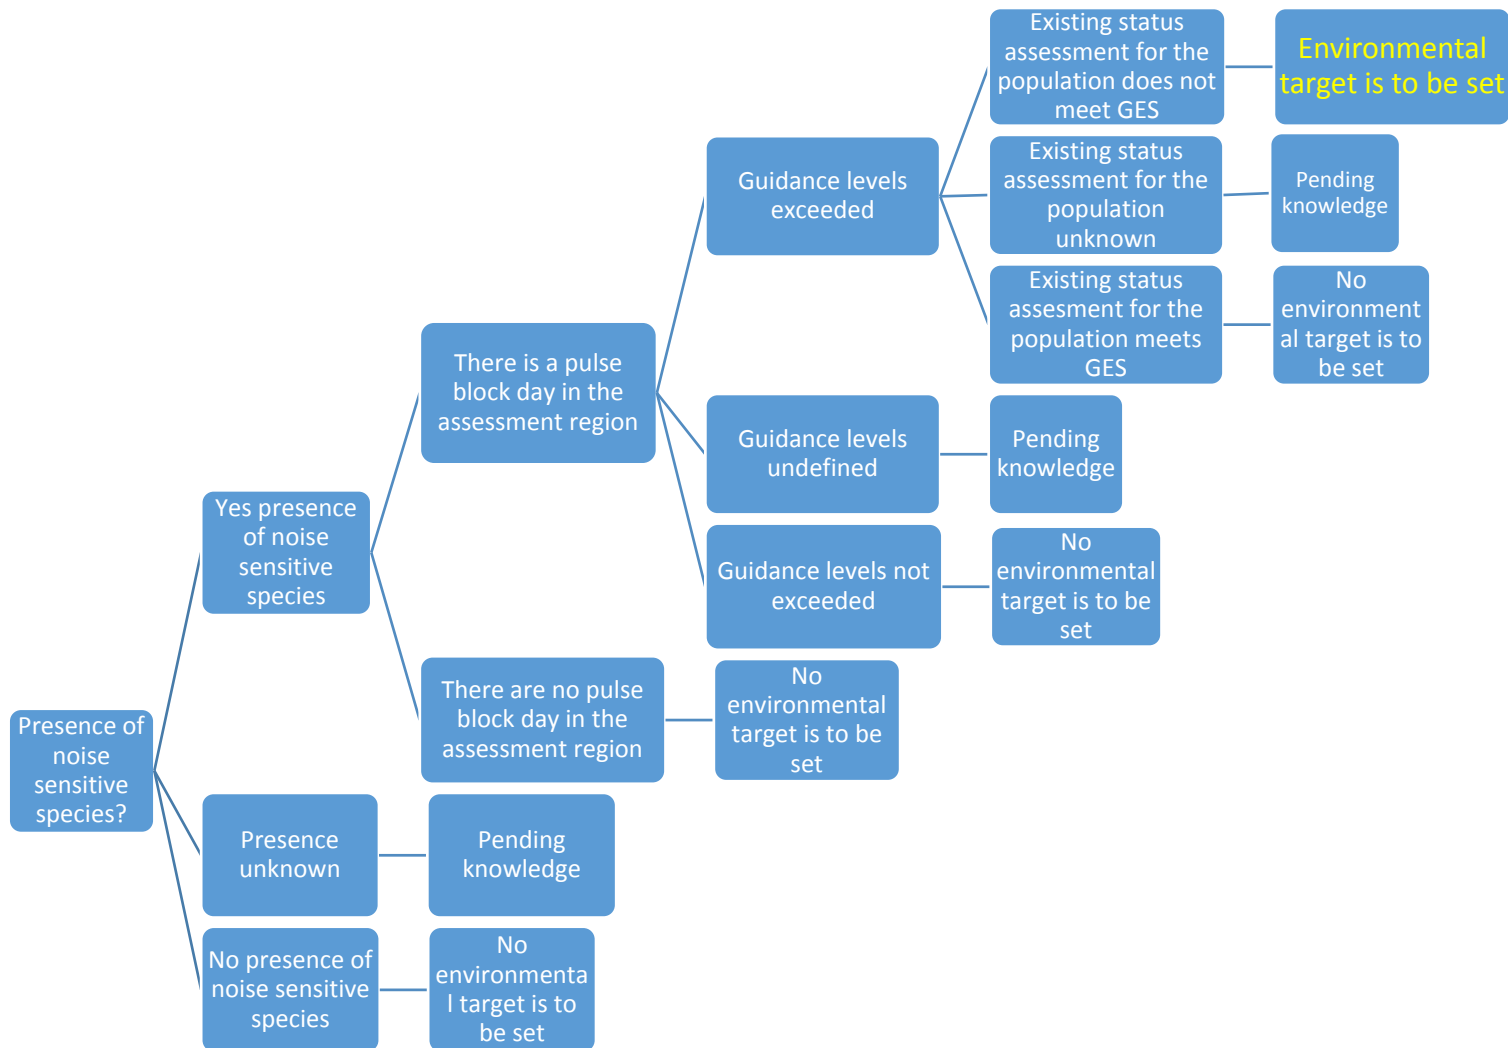 Existing status
assessment for the
population does not
meet GES
Environmental
target is to be set
Existing status
assessment for the
population
unknown
Pending
knowledge
Guidance levels
exceeded
Existing status
assesment for the
population meets
GES
No
environment
al target is to
be set
There is a pulse
block day in the
assessment region
Guidance levels
undefined
Pending
knowledge
Yes presence
of noise
sensitive
species
Guidance levels not
exceeded
No
environmental
target is to be
set
There are no pulse
block day in the
assessment region
No
environmental
target is to be
set
Presence of
noise
sensitive
species?
Presence
unknown
Pending
knowledge
No presence of
noise sensitive
species
No
environmenta
l target is to
be set